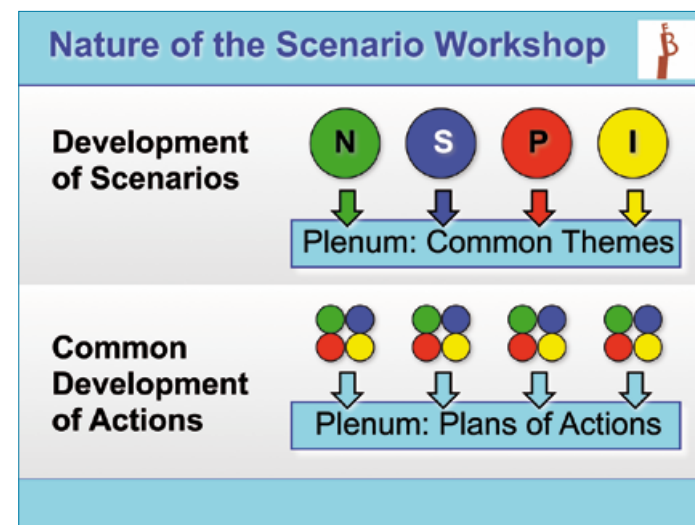 Nature of the Scenario Workshop
EB
Development
of Scenarios
N S P I
Plenum: Common Themes
Common
Development
of Actions
Plenum: Plans of Actions